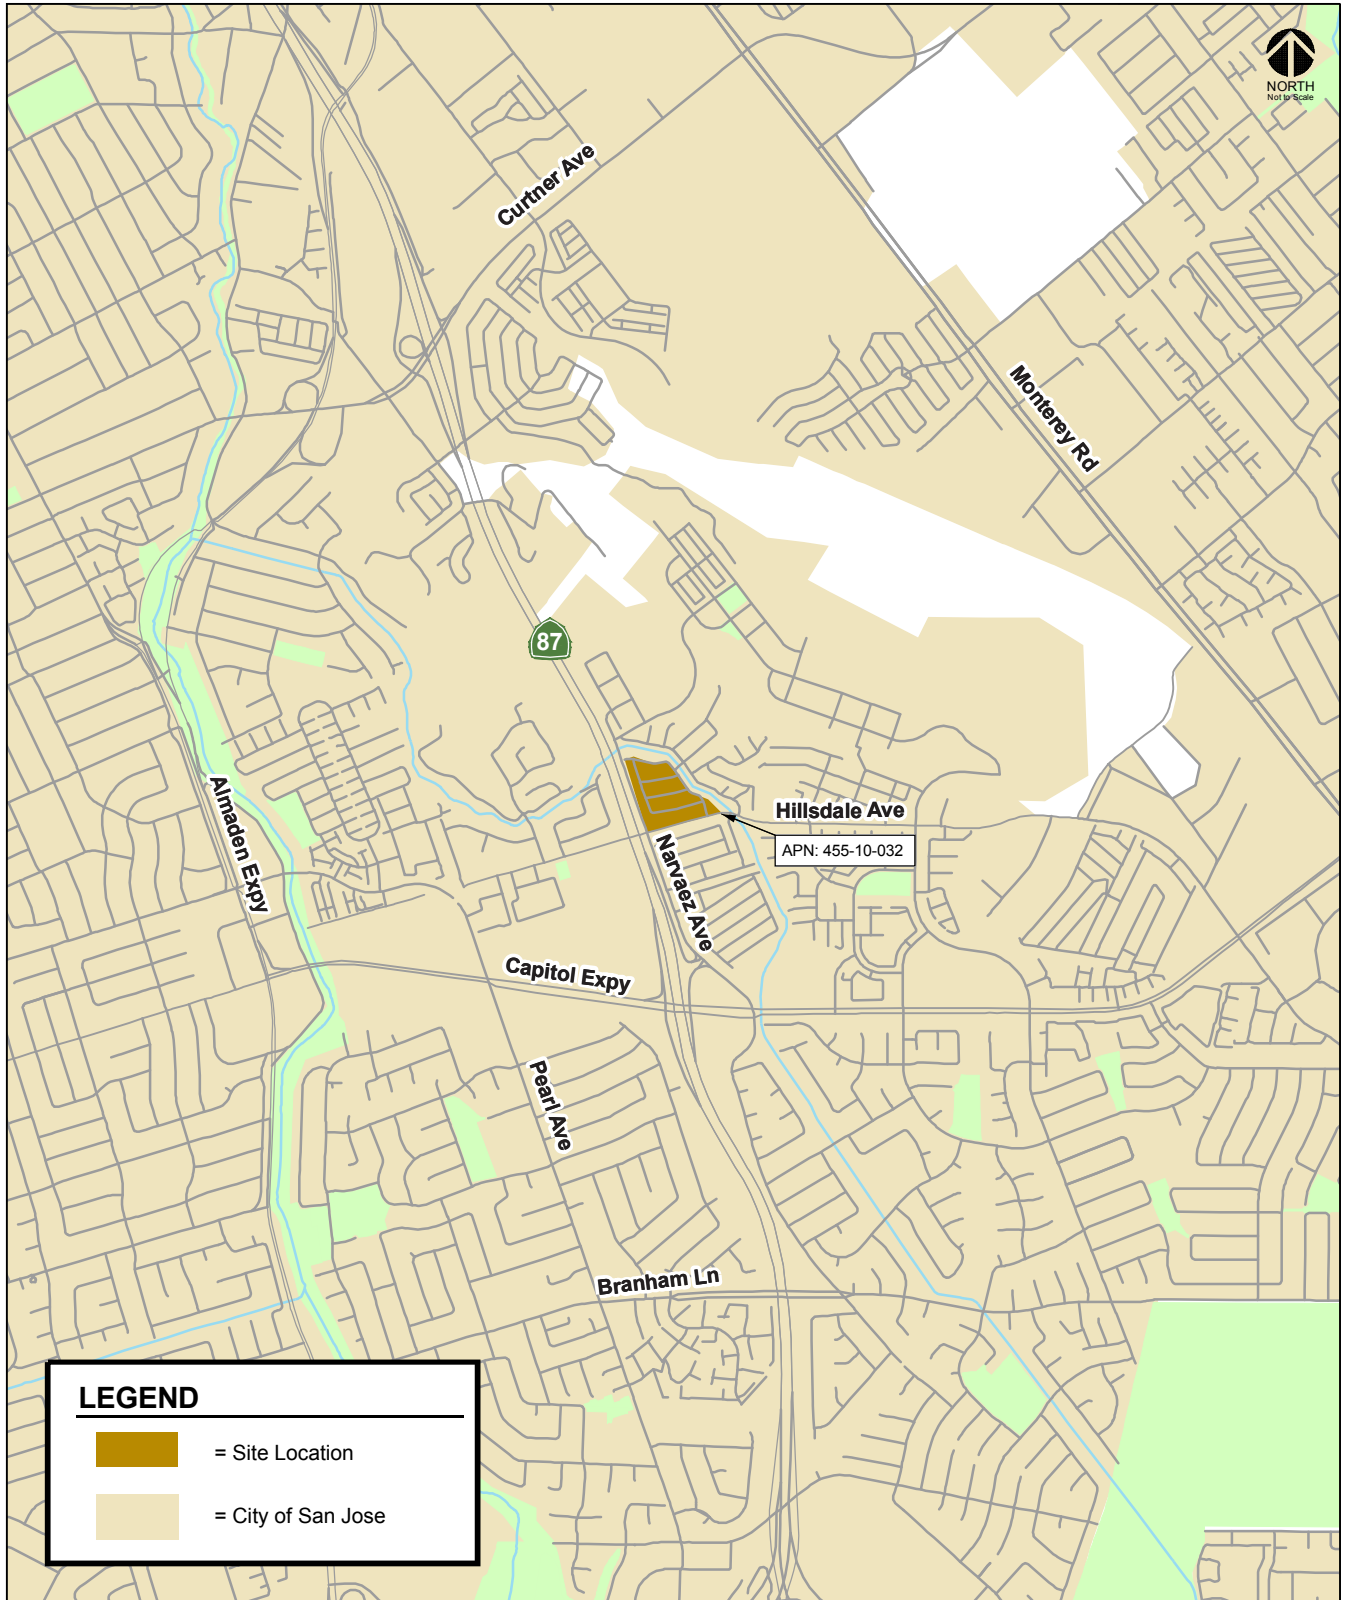 NORTH
Not to Scale
Curtner Ave
Monterey Rd
87
Almaden Expy
Hillsdale Ave
APN: 455-10-032
Narvaez Ave
Capitol Expy
Pearl Ave
Branham Ln
LEGEND
= Site Location
= City of San Jose